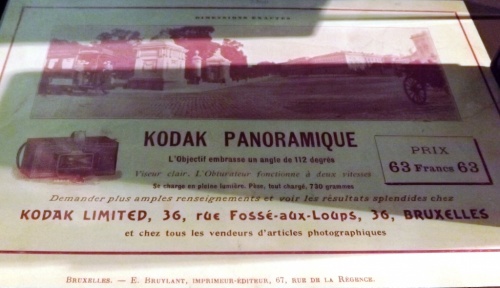 KODAK PANORAMIQUE
L'Objectif embrasse un angle de 112 degrés
Viseur clair. L'Obturateur fonctionne à deux vitesses
Se charge en pleine lumière. Pèse, tout chargé, 730 grammes
PRIX
63 Francs 63
Demander plus amples renseignements et voir les résultats splendides chez
KODAK LIMITED, 36, rue Fossé-aux-Loups, 36, BRUXELLES
et chez tous les vendeurs d'articles photographiques
BRUXELLES. — E. BRUYLANT, IMPRIMEUR-ÉDITEUR, 67, RUE DE LA RÉGENCE.